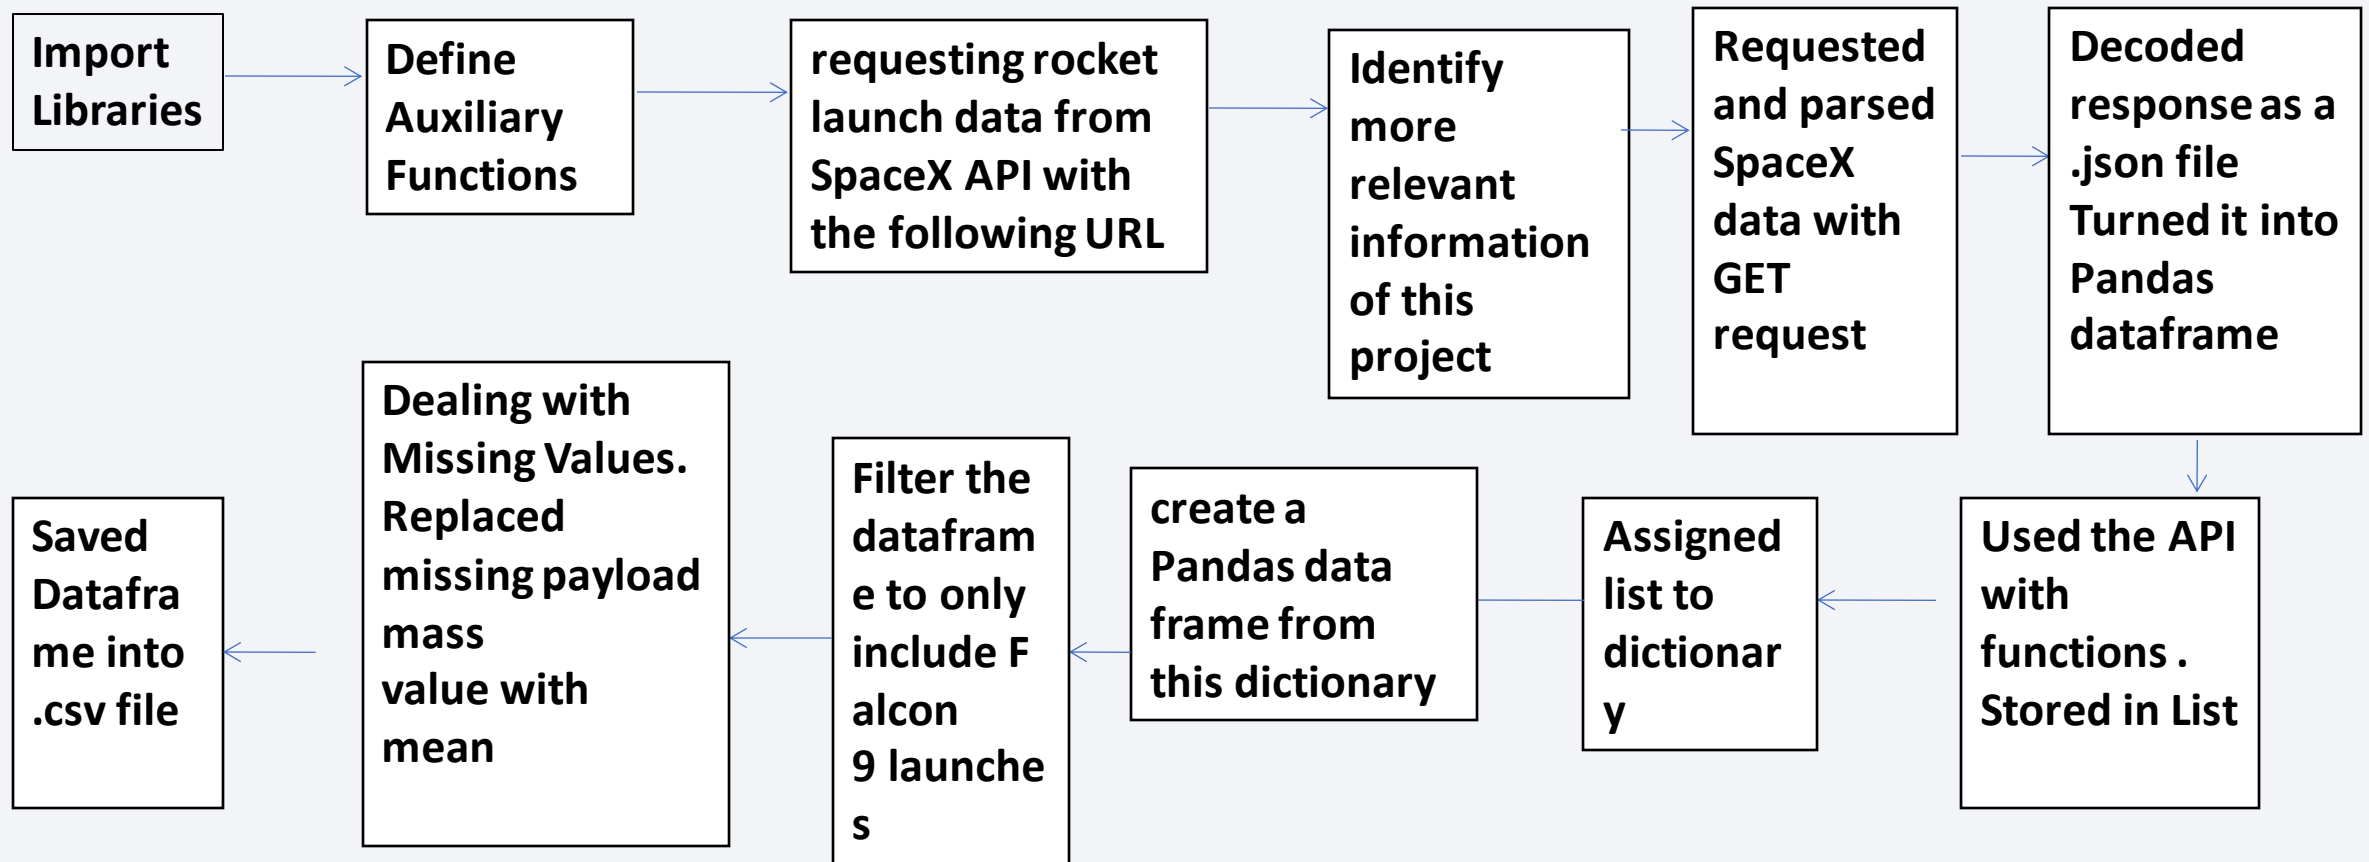 Import
Libraries
Define
Auxiliary
Functions
requesting rocket
launch data from
SpaceX API with
the following URL
Identify
more
relevant
information
of this
project
Requested
and parsed
SpaceX
data with
GET
request
Decoded
response as a
.json file
Turned it into
Pandas
dataframe
Used the API
with
functions .
Stored in List
Assigned
list to
dictionar
y
create a
Pandas data
frame from
this dictionary
Filter the
datafram
e to only
include F
alcon
9 launche
s
Dealing with
Missing Values.
Replaced
missing payload
mass
value with
mean
Saved
Datafra
me into
.csv file